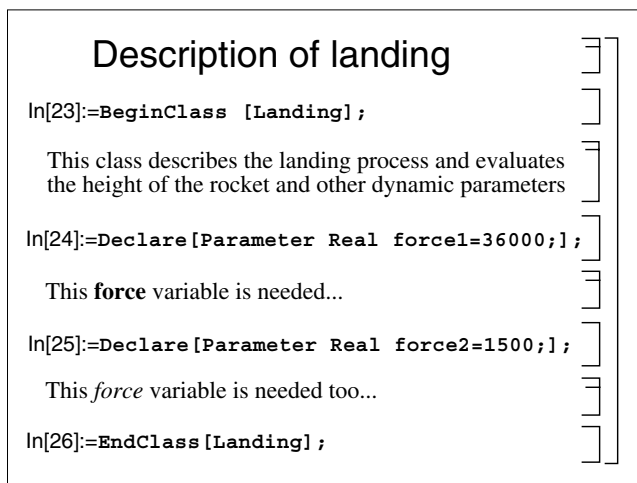 Description of landing
In[23]:=BeginClass [Landing];
This class describes the landing process and evaluates
the height of the rocket and other dynamic parameters
In[24]:=Declare[Parameter Real force1=36000;];
This force variable is needed...
In[25]:=Declare[Parameter Real force2=1500;];
This force variable is needed too...
In[26]:=EndClass[Landing];